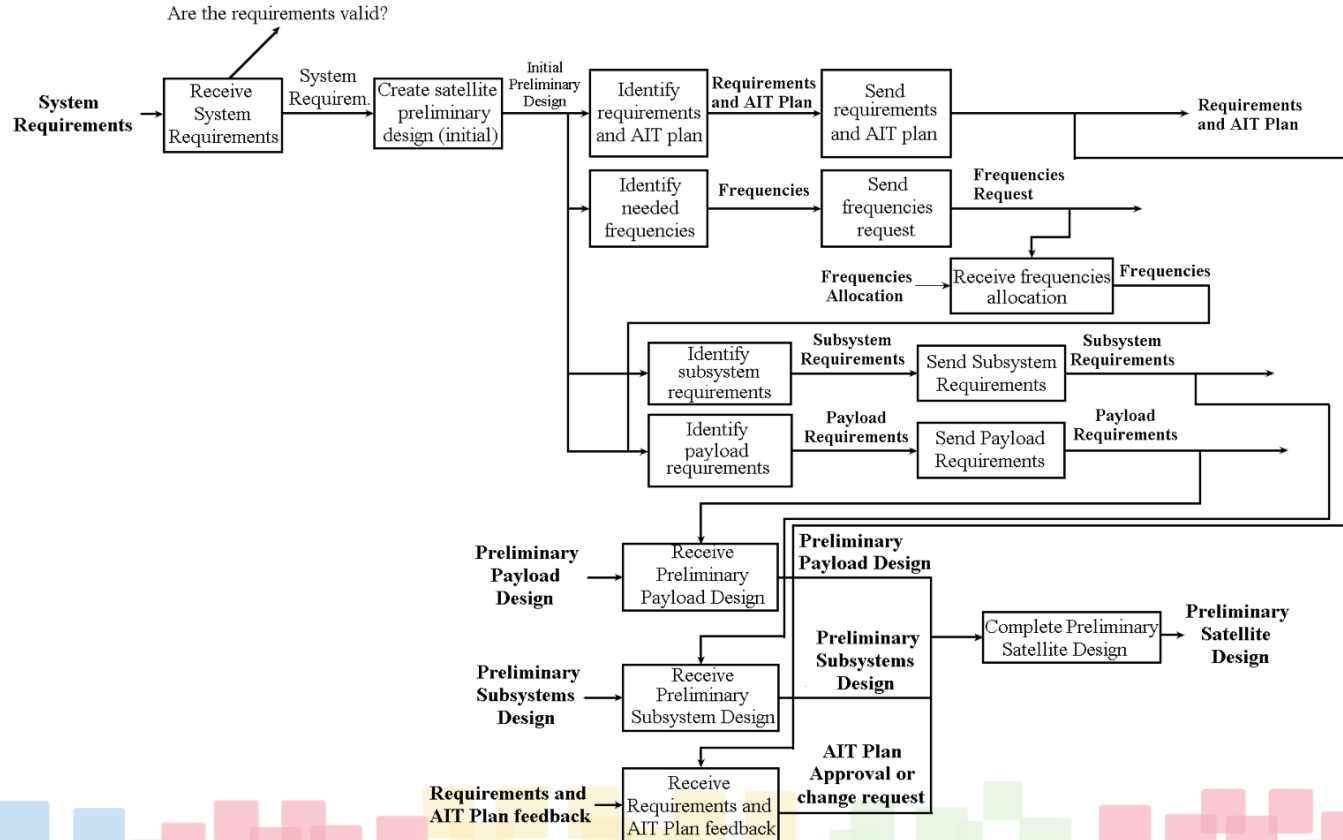 Are the requirements valid?
System
Requirements
Receive
System
Requirements
System
Requirem.
Create satellite
preliminary
design (initial)
Initial
Preliminary
Design
Identify
requirements
and AIT plan
Requirements
and AIT Plan
Send
requirements
and AIT plan
Requirements
and AIT Plan
Identify
needed
frequencies
Frequencies
Send
frequencies
request
Frequencies
Request
Frequencies
Allocation
Receive frequencies
allocation
Frequencies
Identify
subsystem
requirements
Subsystem
Requirements
Send Subsystem
Requirements
Subsystem
Requirements
Identify
payload
requirements
Payload
Requirements
Send Payload
Requirements
Payload
Requirements
Preliminary
Payload
Design
Receive
Preliminary
Payload Design
Preliminary
Payload Design
Preliminary
Subsystems
Design
Receive
Preliminary
Subsystem Design
Preliminary
Subsystems
Design
Complete Preliminary
Satellite Design
Preliminary
Satellite
Design
Requirements and
AIT Plan feedback
Receive
Requirements and
AIT Plan feedback
AIT Plan
Approval or
change request